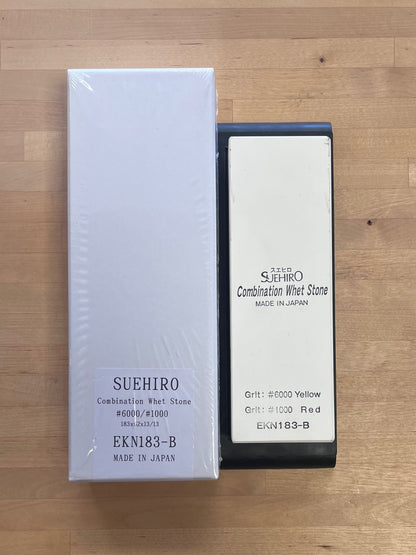 SUEHIRO
Combination Whet Stone
#6000/#1000
183x62x13/13
EKN183-B
MADE IN JAPAN
スエヒロ
SUEHIRO
Combination Whet Stone
MADE IN JAPAN
Grit: #6000 Yellow
Grit: #1000 Red
EKN183-B